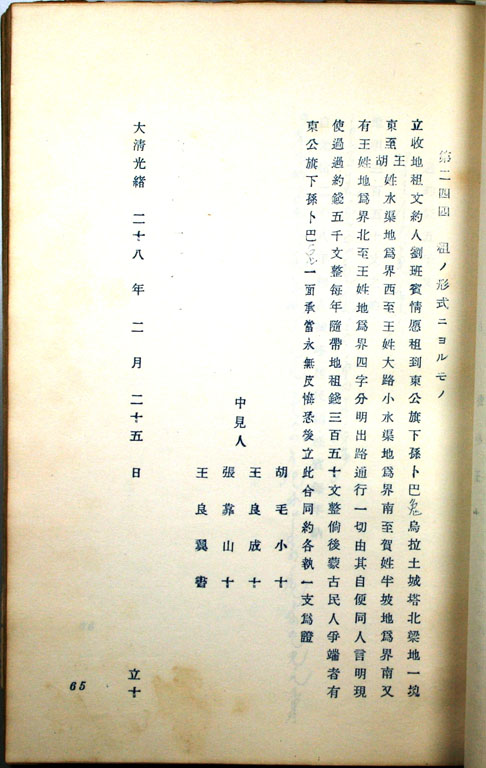 第二四四 租ノ形式ニヨルモノ
立收地租文約人劉班賓情愿租到東公旗下孫卜巴兔烏拉土城塔北梁地一塊
東至王胡姓水渠地爲界西至王姓大路小水渠地爲界南至賀姓半坡地爲界南又
有王姓地爲界北至王姓地爲界四字分明出路通行一切由其自便同人言明現
使過過約錢五千文整每年隨帶地租錢三百五十文整倘後蒙古民人爭端者有
東公旗下孫卜巴一面承當永無反悔恐後立此合同約各執一支爲證
中見人
胡毛小十
王良成十
張靠山十
王良翼書
大清光緒 二十八年 二月 二十五日 立十
65